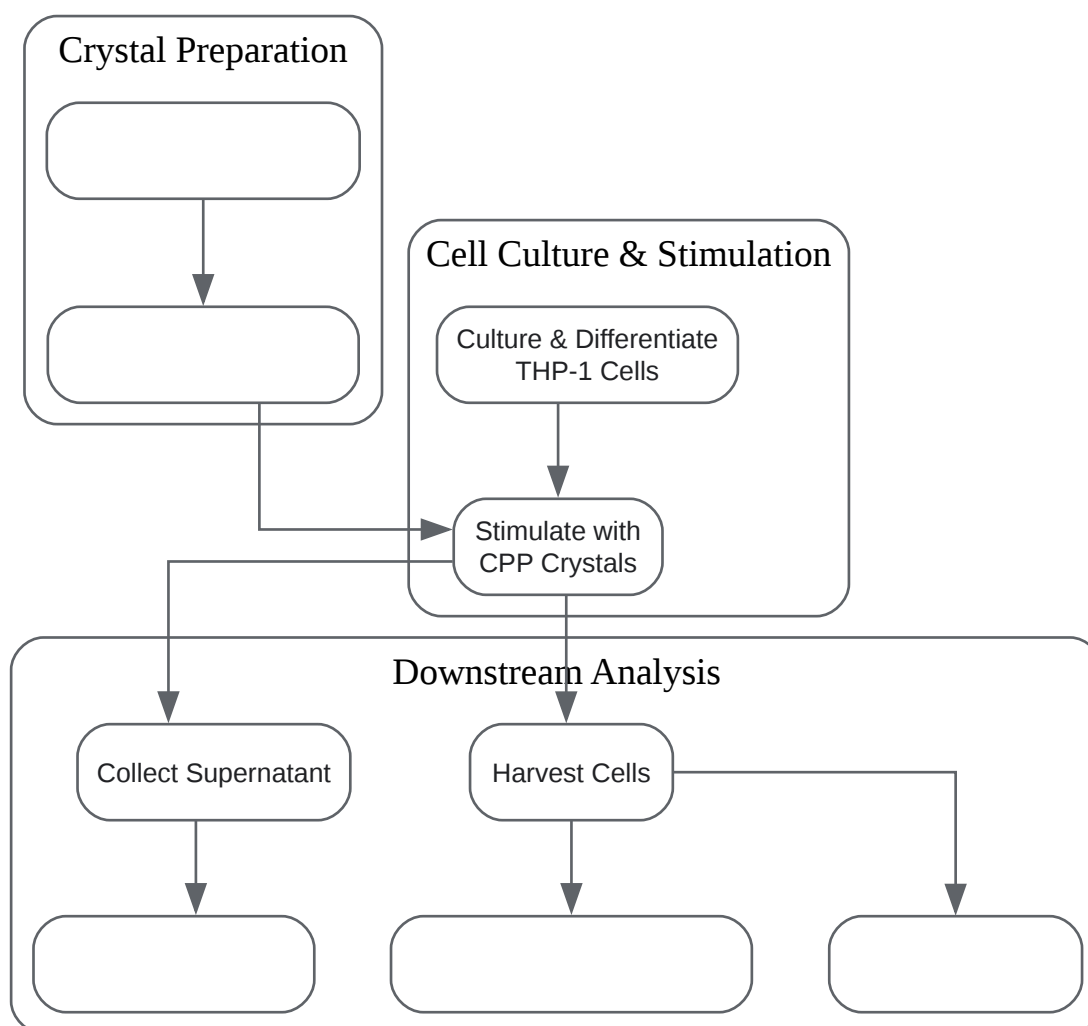 Crystal Preparation
Cell Culture & Stimulation
Culture & Differentiate
THP-1 Cells
Stimulate with
CPP Crystals
Downstream Analysis
Collect Supernatant
Harvest Cells